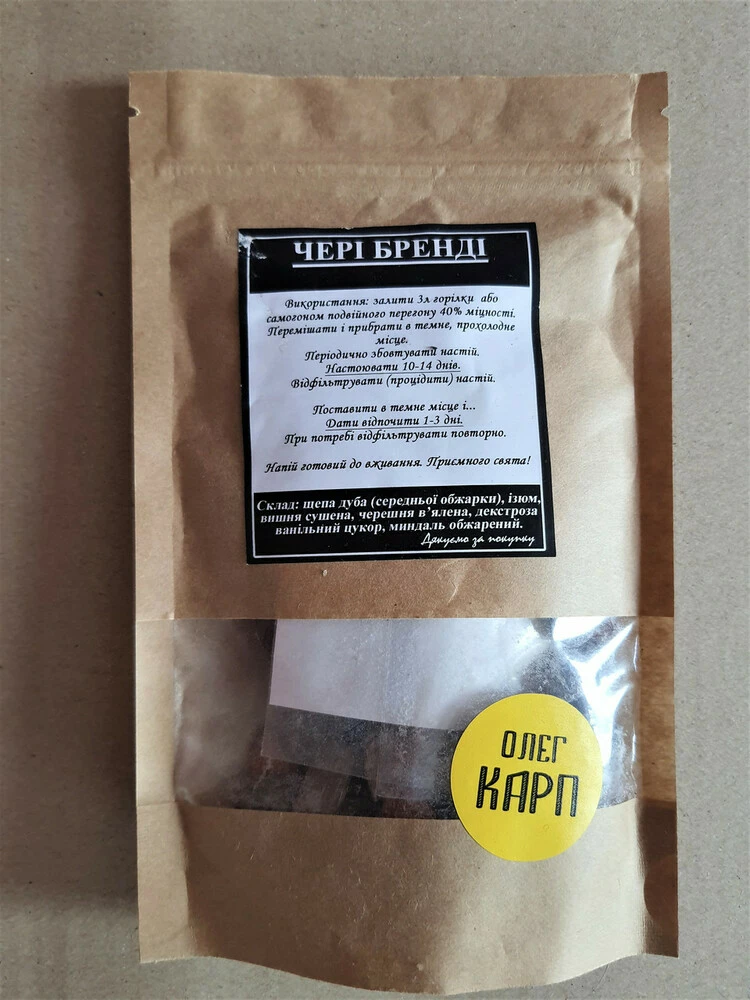 ЧЕРІ БРЕНДІ
Використання: залити 3л горілки або
самогоном подвійного перегону 40% міцності.
Перемішати і прибрати в темне, прохолодне
місце.
Періодично збовтувати настій.
Настоювати 10-14 днів.
Відфільтрувати (процідити) настій.
Поставити в темне місце і...
Дати відпочити 1-3 дні.
При потребі відфільтрувати повторно.
Напій готовий до вживання. Приємного свята!
Склад: щепа дуба (середньої обжарки), ізюм,
вишня сушена, черешня в’ялена, декстроза
ванільний цукор, миндаль обжарений.
Дякуємо за покупку
ОЛЕГ
КАРП